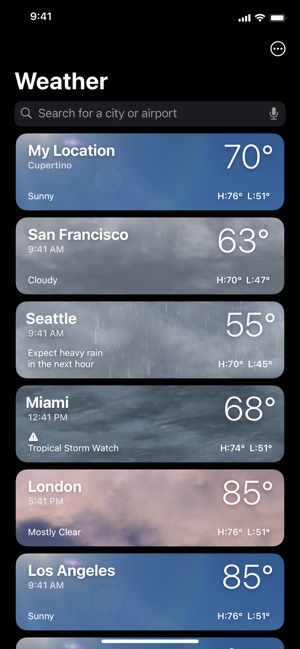 9:41
Weather
Search for a city or airport
My Location
Cupertino
70°
Sunny
H:76° L:51°
San Francisco
9:41 AM
63°
Cloudy
H:70° L:47°
Seattle
9:41 AM
55°
Expect heavy rain
in the next hour
H:70° L:45°
Miami
12:41 PM
68°
Tropical Storm Watch
H:74° L:51°
London
5:41 PM
85°
Mostly Clear
H:76° L:51°
Los Angeles
9:41 AM
85°
Sunny
H:76° L:51°